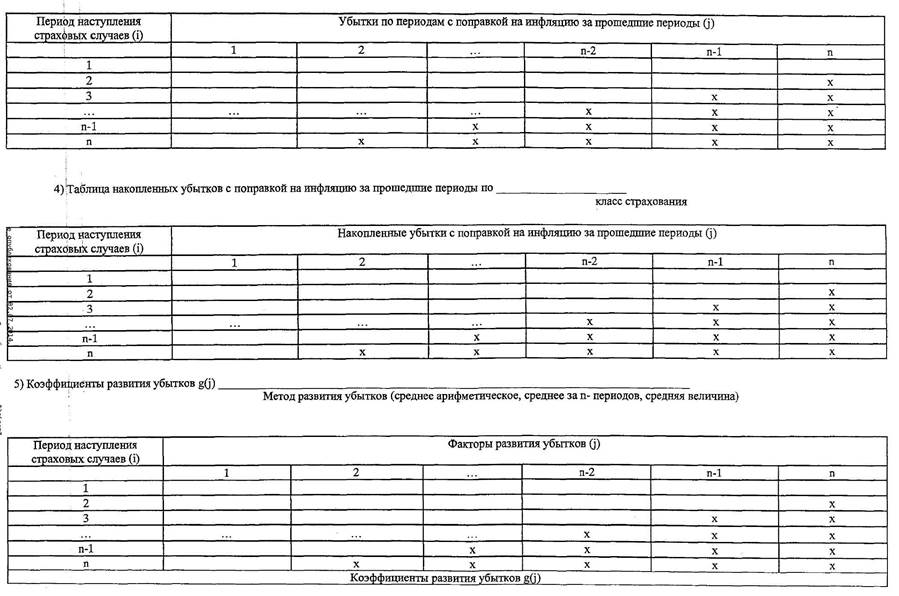 Период наступления страховых случаев (i)
Убытки по периодам с поправкой на инфляцию за прошедшие периоды (j)
1 2 ... n-2 n-1 n
1
2 x
3 x x
... ... ... ... x x x
n-1 x x x x
n x x x x x
4) Таблица накопленных убытков с поправкой на инфляцию за прошедшие периоды по ____________________
класс страхования
Период наступления страховых случаев (i)
Накопленные убытки с поправкой на инфляцию за прошедшие периоды (j)
1 2 ... n-2 n-1 n
1
2 x
3 x x
... ... ... ... x x x
n-1 x x x x
n x x x x x
5) Коэффициенты развития убытков g(j) ____________________
Метод развития убытков (среднее арифметическое, среднее за n- периодов, средняя величина)
Период наступления страховых случаев (i)
Факторы развития убытков (j)
1 2 ... n-2 n-1 n
1
2 x
3 x x
... ... ... ... x x x
n-1 x x x x
n x x x x x
Коэффициенты развития убытков g(j)